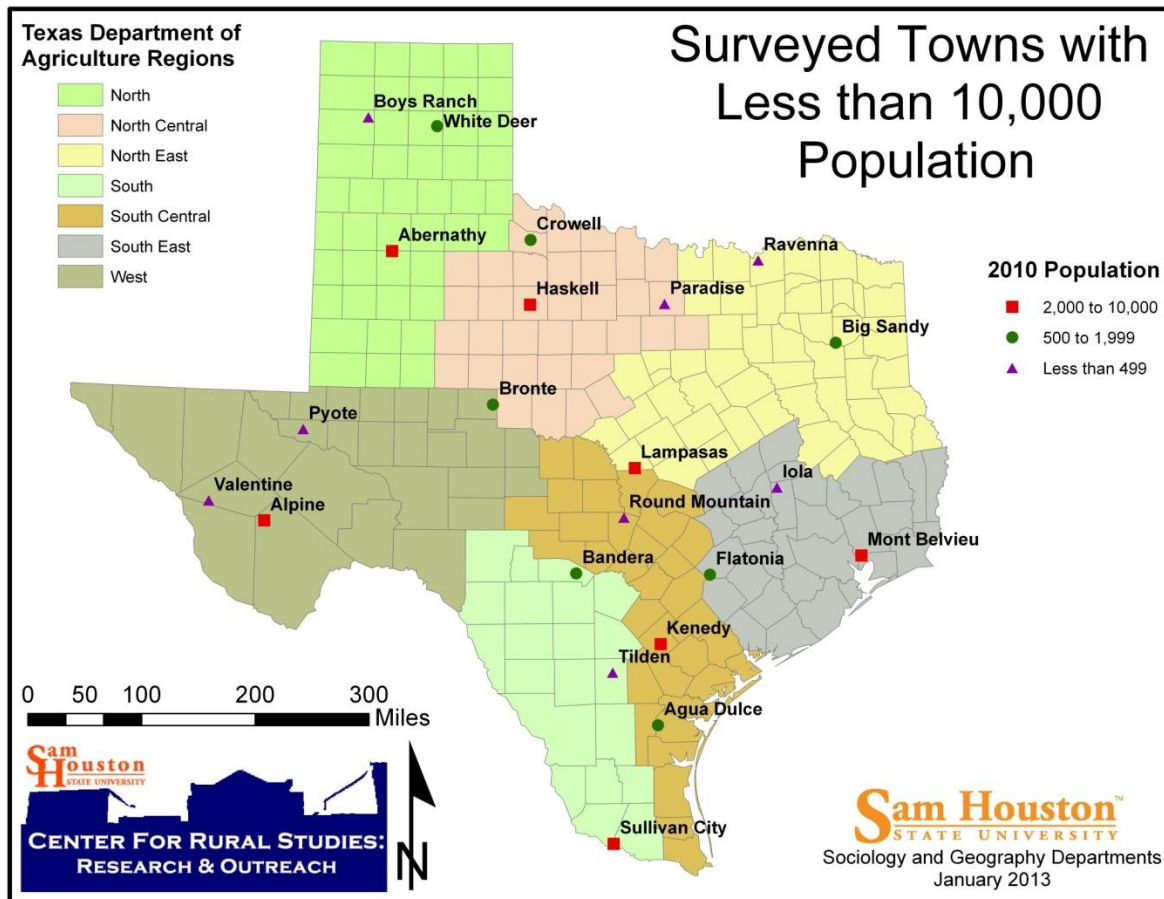 Texas Department of
Agriculture Regions
North
North Central
North East
South
South Central
South East
West
Surveyed Towns with
Less than 10,000
Population
Boys Ranch
White Deer
Abernathy
Crowell
Haskell
Paradise
Ravenna
Big Sandy
Bronte
Pyote
Valentine
Alpine
Lampasas
Round Mountain
Iola
Mont Belvieu
Bandera
Flatonia
Kenedy
Tilden
Agua Dulce
Sullivan City
2010 Population
2,000 to 10,000
500 to 1,999
Less than 499
0 50 100 200 300
Miles
Sam
Houston
STATE UNIVERSITY
CENTER FOR RURAL STUDIES:
RESEARCH & OUTREACH
N
Sam Houston™
STATE UNIVERSITY
Sociology and Geography Departments
January 2013